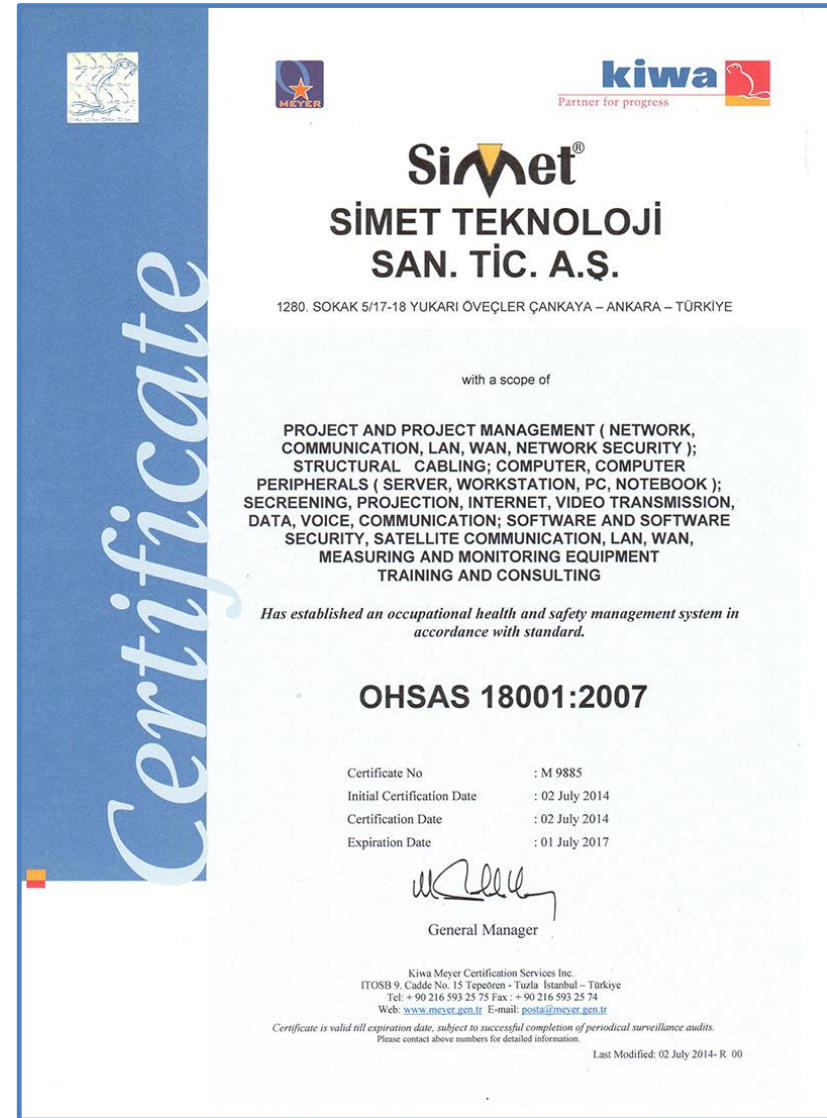 MEYER
kiwa
Partner for progress
Simet®
SİMET TEKNOLOJİ
SAN. TİC. A.Ş.
1280. SOKAK 5/17-18 YUKARI ÖVEÇLER ÇANKAYA – ANKARA – TÜRKİYE
with a scope of
PROJECT AND PROJECT MANAGEMENT ( NETWORK,
COMMUNICATION, LAN, WAN, NETWORK SECURITY );
STRUCTURAL CABLING; COMPUTER, COMPUTER
PERIPHERALS ( SERVER, WORKSTATION, PC, NOTEBOOK );
SECREENING, PROJECTION, INTERNET, VIDEO TRANSMISSION,
DATA, VOICE, COMMUNICATION; SOFTWARE AND SOFTWARE
SECURITY, SATELLITE COMMUNICATION, LAN, WAN,
MEASURING AND MONITORING EQUIPMENT
TRAINING AND CONSULTING
Has established an occupational health and safety management system in
accordance with standard.
OHSAS 18001:2007
Certificate No : M 9885
Initial Certification Date : 02 July 2014
Certification Date : 02 July 2014
Expiration Date : 01 July 2017
General Manager
Kiwa Meyer Certification Services Inc.
ITOSB 9. Cadde No. 15 Tepeören - Tuzla İstanbul – Türkiye
Tel: + 90 216 593 25 75 Fax : + 90 216 593 25 74
Web: www.meyer.gen.tr E-mail: posta@meyer.gen.tr
Certificate is valid till expiration date, subject to successful completion of periodical surveillance audits.
Please contact above numbers for detailed information.
Last Modified: 02 July 2014- R 00
Certificate